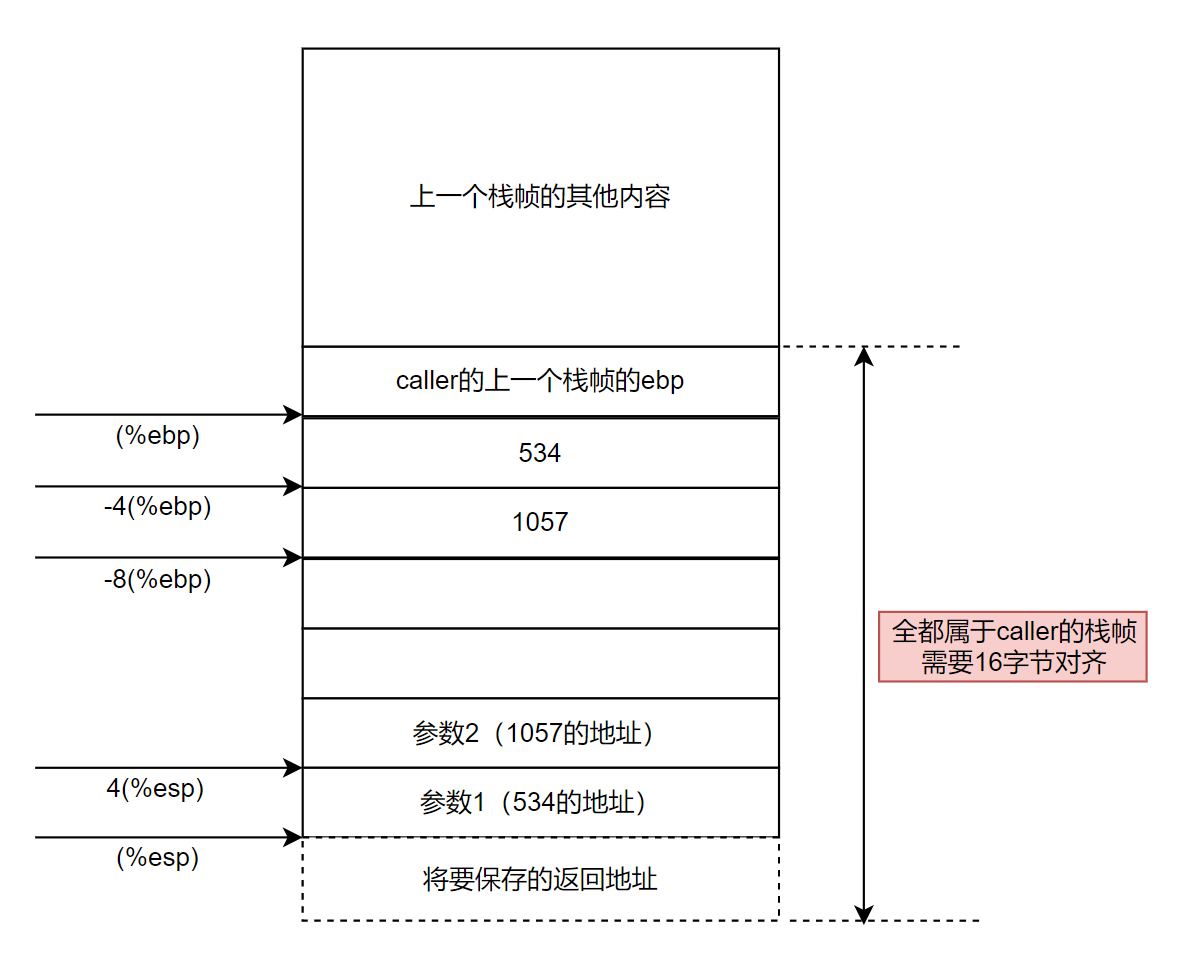 上一个栈帧的其他内容
caller的上一个栈帧的ebp
(%ebp)
534
-4(%ebp)
1057
-8(%ebp)
全都属于caller的栈帧
需要16字节对齐
参数2（1057的地址）
4(%esp)
参数1（534的地址）
(%esp)
将要保存的返回地址